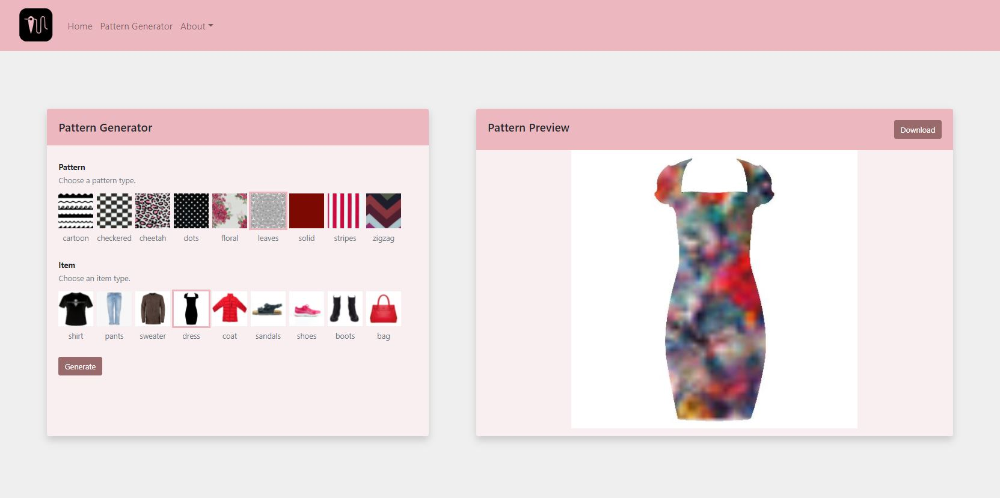 Home Pattern Generator About
Pattern Generator
Pattern
Choose a pattern type.
cartoon checkered cheetah dots floral leaves solid stripes zigzag
Item
Choose an item type.
shirt pants sweater dress coat sandals shoes boots bag
Generate
Pattern Preview
Download